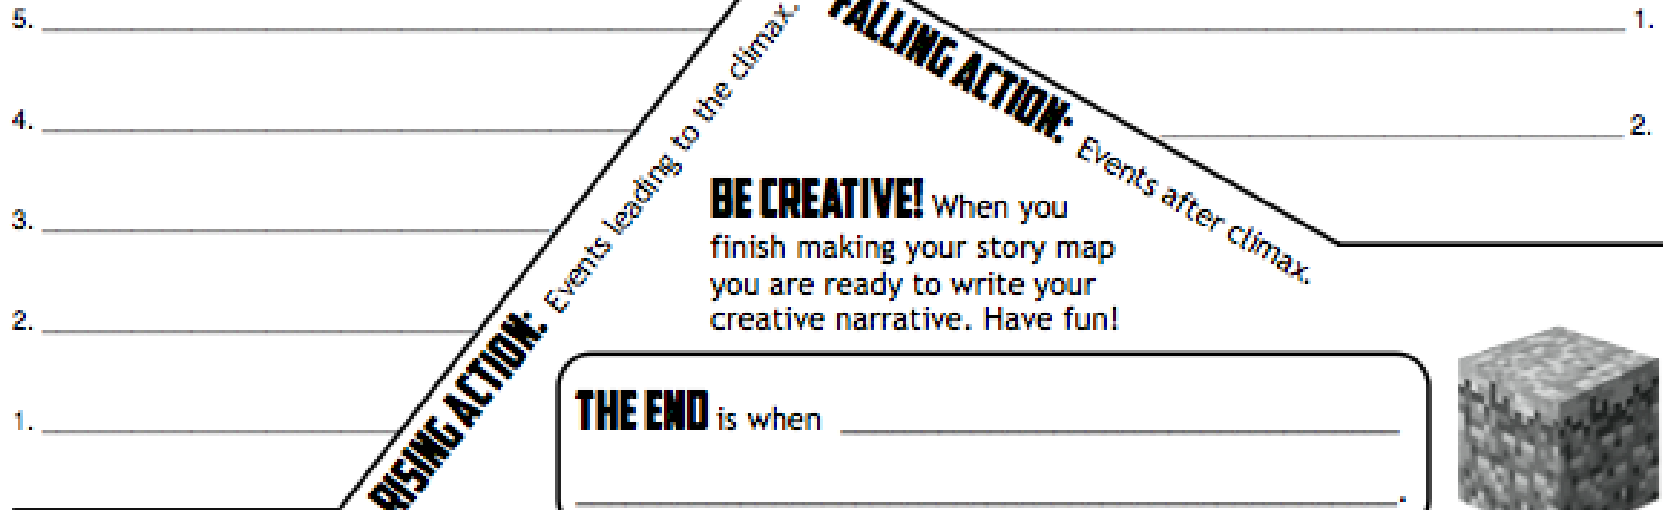 5.
4.
3.
2.
1.
RISING ACTION: Events leading to the climax.
FALLING ACTION: Events after climax.
1.
2.
BE CREATIVE! When you
finish making your story map
you are ready to write your
creative narrative. Have fun!
THE END is when
.